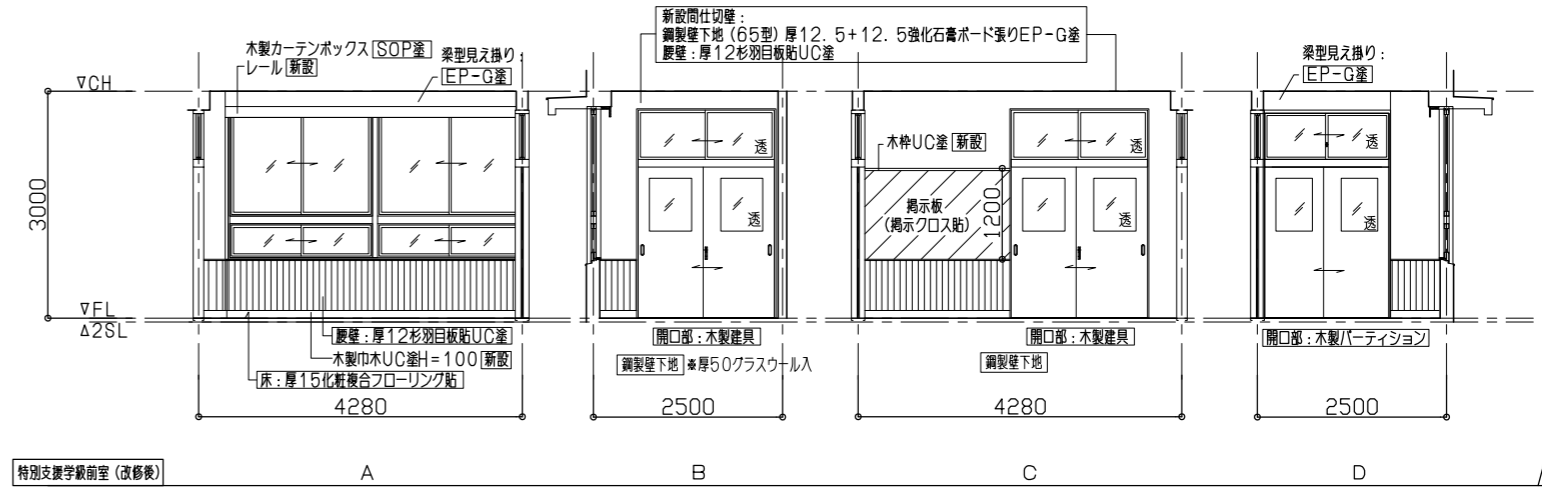 新設間仕切壁：
鋼製壁下地（65型）厚12．5+12．5強化石膏ボード張りEP-G塗
腰壁：厚12杉羽目板貼UC塗
木製カーテンボックス SOP塗
レール 新設
梁型見え掛り：
EP-G塗
梁型見え掛り：
EP-G塗
▽CH
3000
▽FL
△2SL
透
透
木枠UC塗 新設
掲示板
（掲示クロス貼）
1200
透
透
透
透
腰壁：厚12杉羽目板貼UC塗
木製巾木UC塗H=100 新設
床：厚15化粧複合フローリング貼
開口部：木製建具
鋼製壁下地 ※厚50グラスウール入
開口部：木製建具
鋼製壁下地
開口部：木製パーティション
4280
2500
4280
2500
特別支援学級前室（改修後）
A
B
C
D